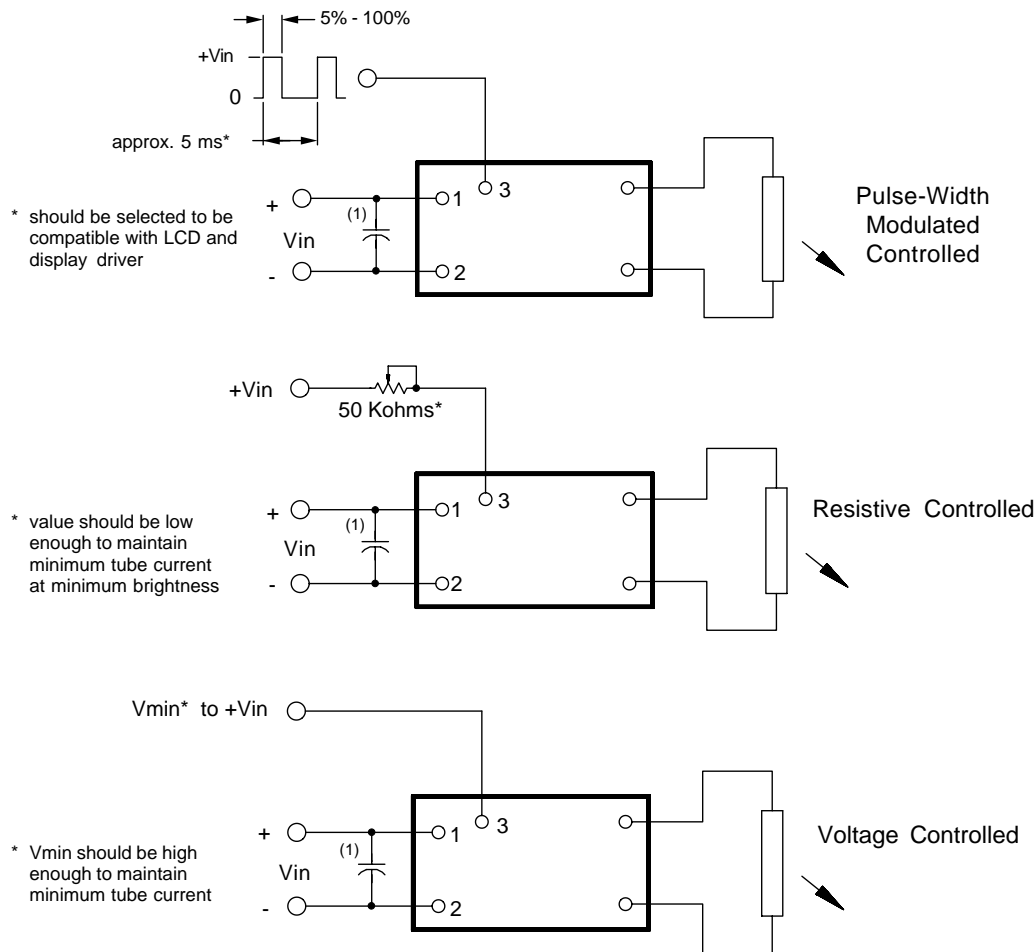 5% - 100%
+Vin
0
approx. 5 ms*
* should be selected to be
compatible with LCD and
display driver
+
Vin
-
(1)
1
2
3
Pulse-Width
Modulated
Controlled
+Vin
50 Kohms*
* value should be low
enough to maintain
minimum tube current
at minimum brightness
+
Vin
-
(1)
1
2
3
Resistive Controlled
Vmin* to +Vin
* Vmin should be high
enough to maintain
minimum tube current
+
Vin
-
(1)
1
2
3
Voltage Controlled